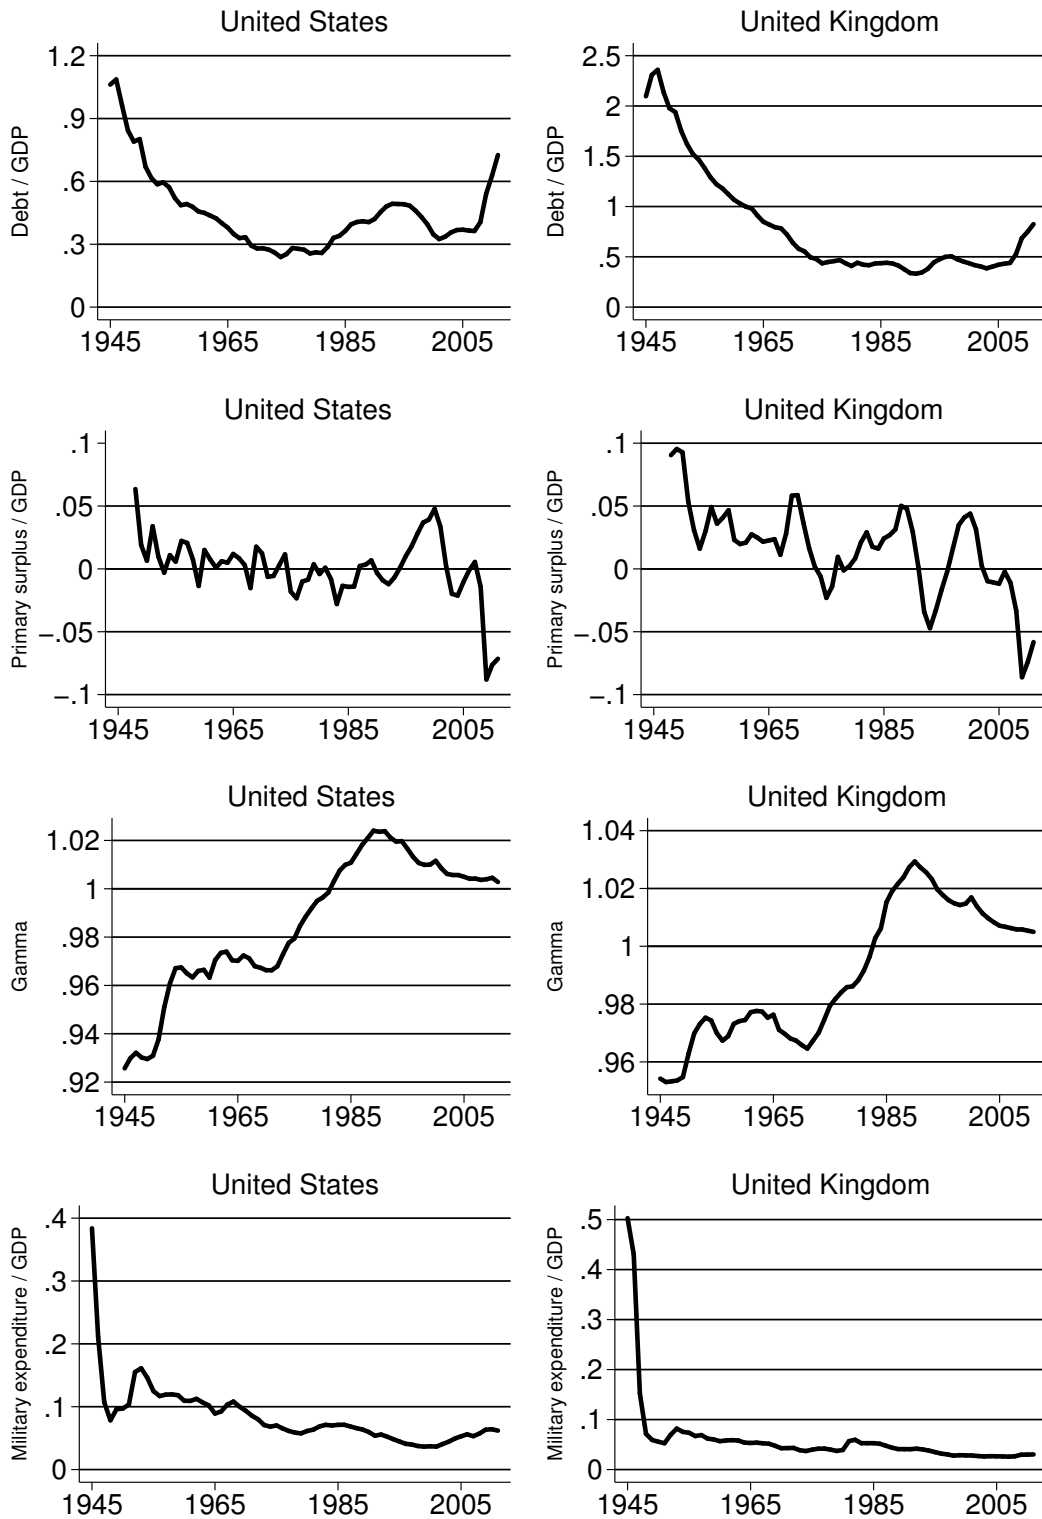 United States
Debt / GDP
1.2
.9
.6
.3
0
1945 1965 1985 2005
United Kingdom
Debt / GDP
2.5
2
1.5
1
.5
0
1945 1965 1985 2005
United States
Primary surplus / GDP
.1
.05
0
−.05
−.1
1945 1965 1985 2005
United Kingdom
Primary surplus / GDP
.1
.05
0
−.05
−.1
1945 1965 1985 2005
United States
Gamma
1.02
1
.98
.96
.94
.92
1945 1965 1985 2005
United Kingdom
Gamma
1.04
1.02
1
.98
.96
1945 1965 1985 2005
United States
Military expenditure / GDP
.4
.3
.2
.1
0
1945 1965 1985 2005
United Kingdom
Military expenditure / GDP
.5
.4
.3
.2
.1
0
1945 1965 1985 2005